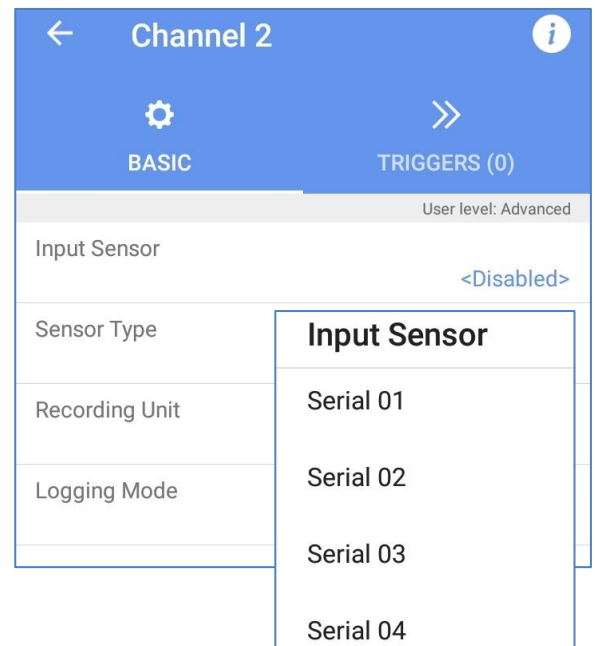 Channel 2
i
BASIC
TRIGGERS (0)
User level: Advanced
Input Sensor
<Disabled>
Sensor Type
Recording Unit
Logging Mode
Input Sensor
Serial 01
Serial 02
Serial 03
Serial 04